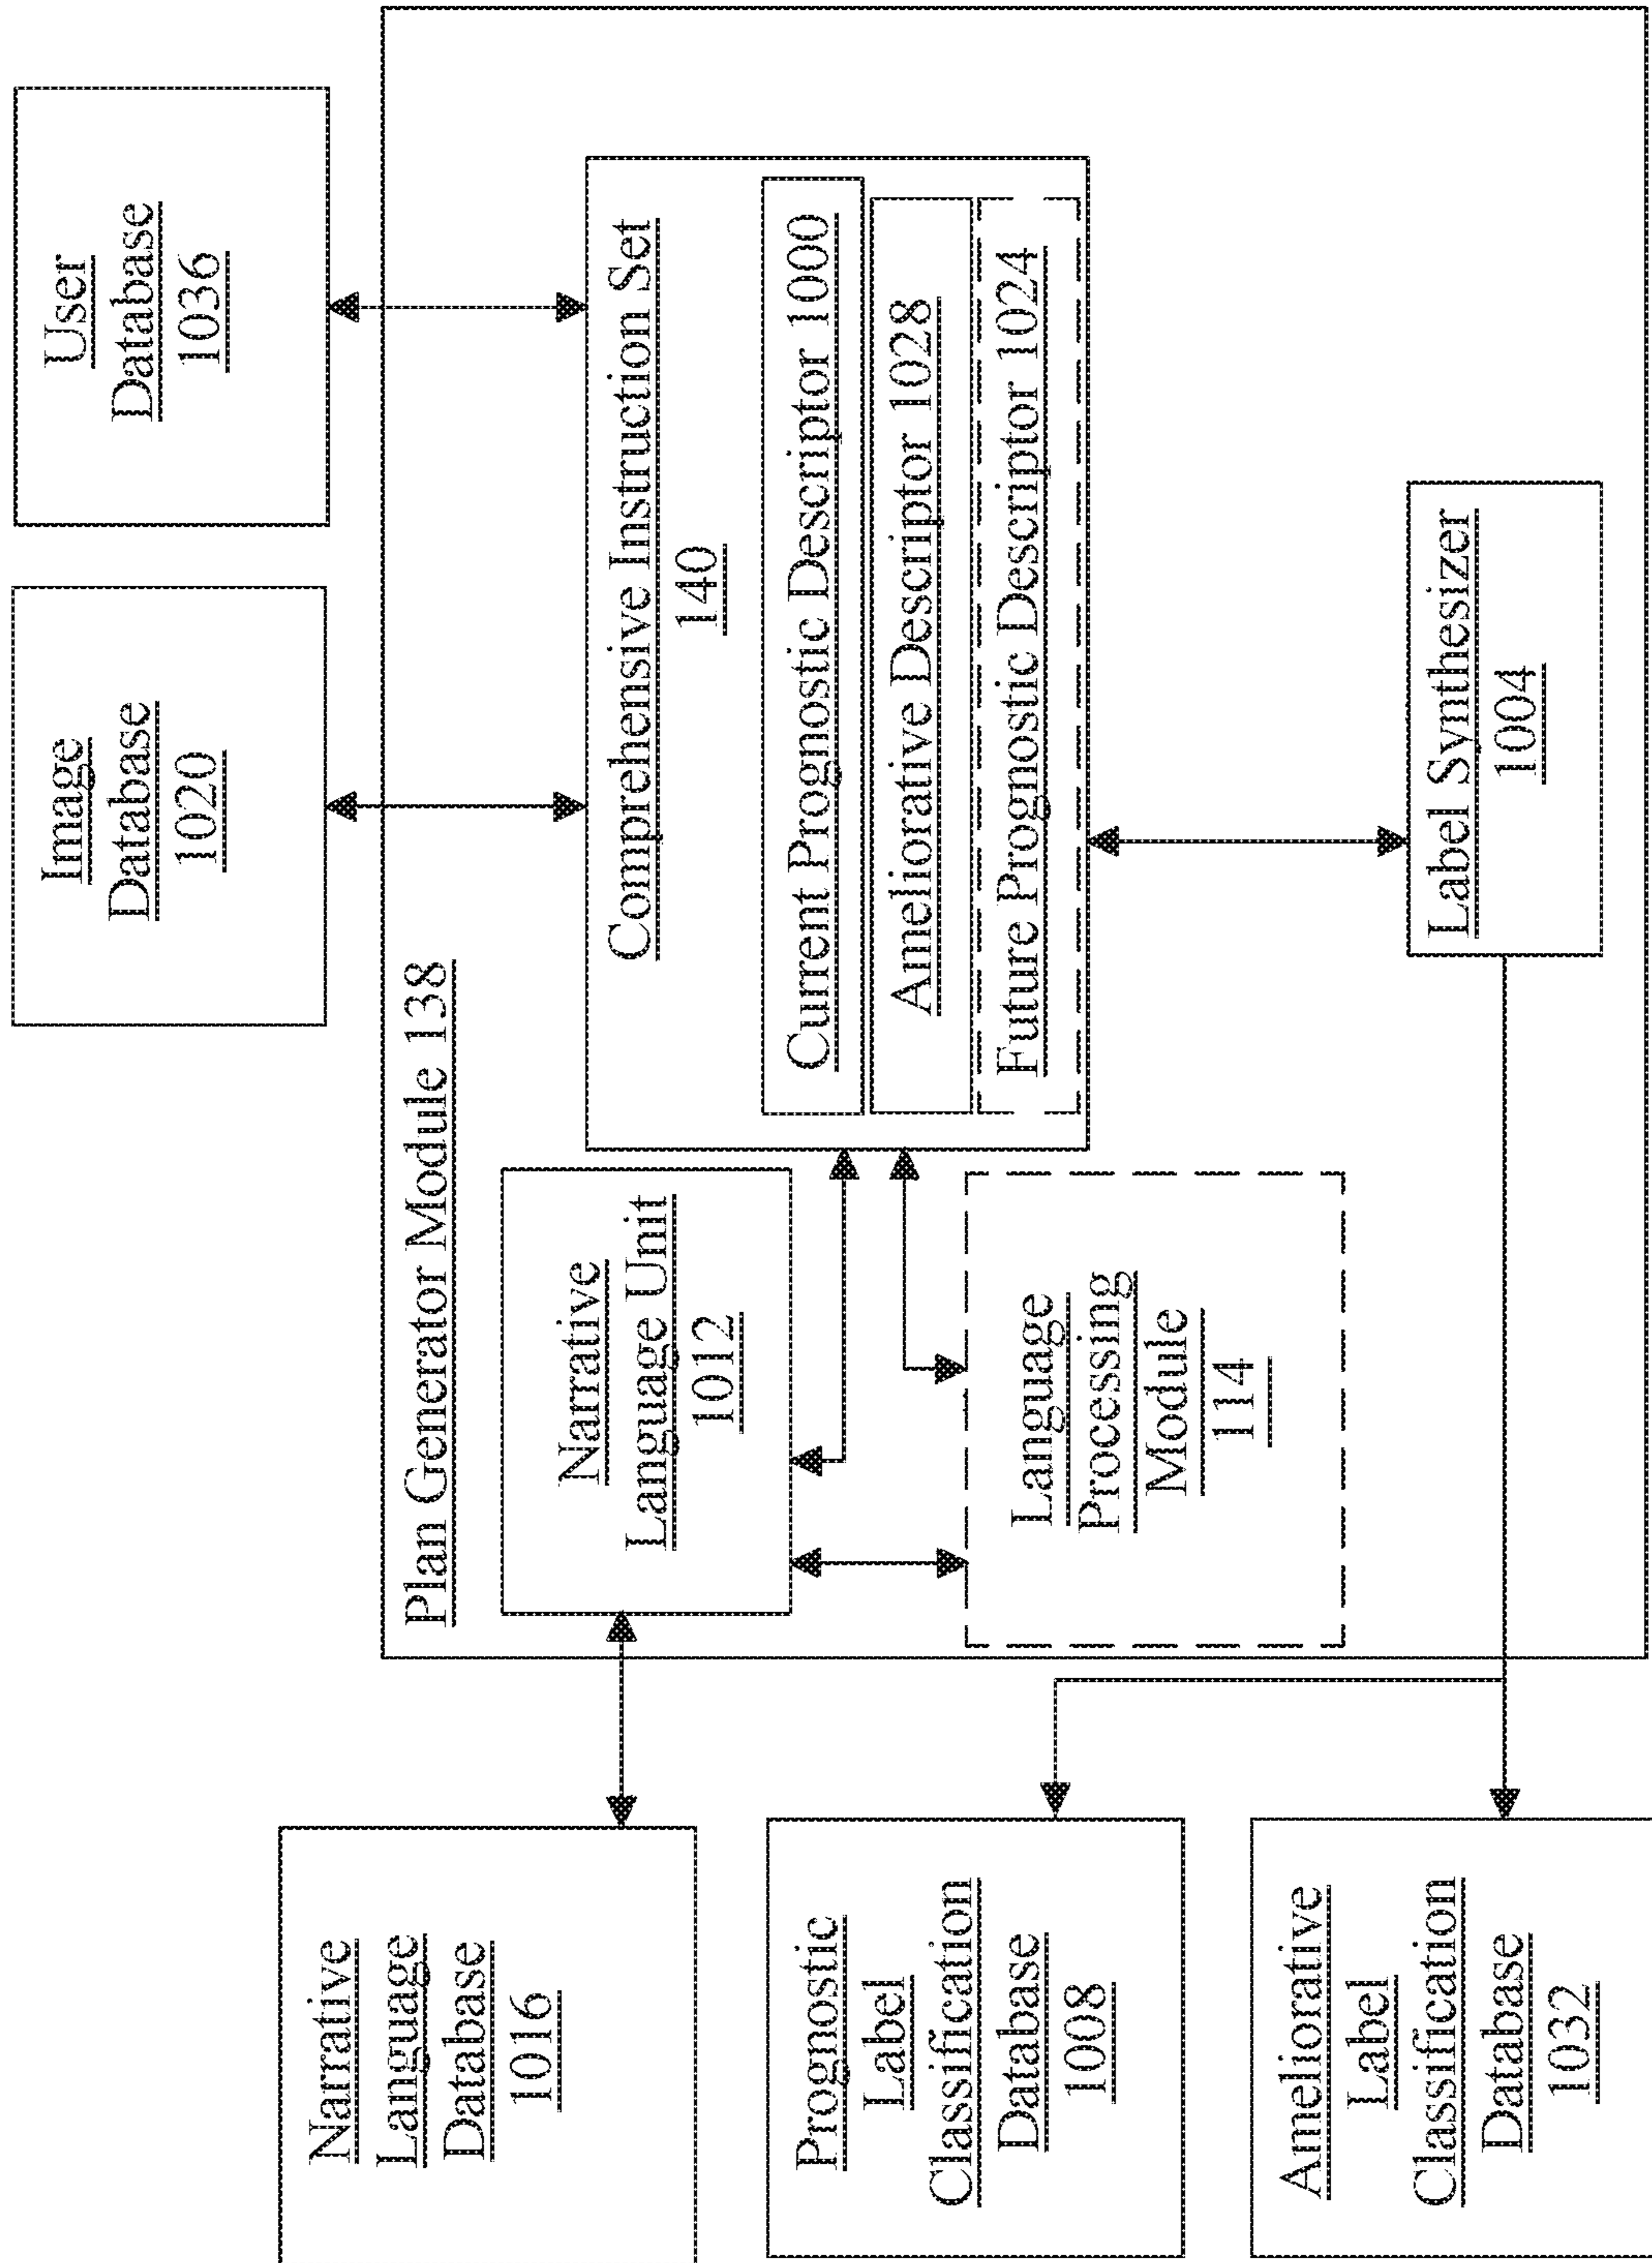 Narrative
Language
Database
1016
Image
Database
1020
User
Database
1036
Plan Generator Module 138
Narrative
Language Unit
1012
Comprehensive Instruction Set
140
Current Prognostic Descriptor 1000
Ameliorative Descriptor 1028
Future Prognostic Descriptor 1024
Prognostic
Label
Classification
Database
1008
Language
Processing
Module
114
Ameliorative
Label
Classification
Database
1032
Label Synthesizer
1004